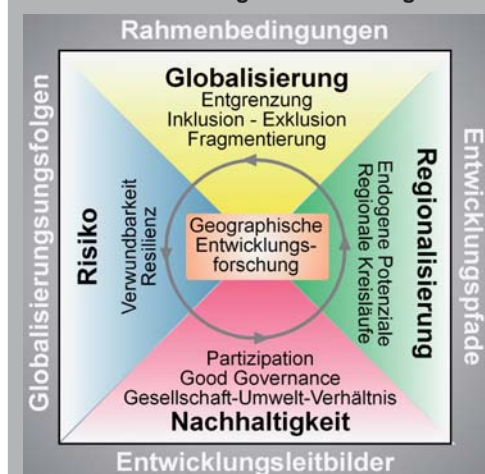 Rahmenbedingungen
Globalisierung
Entgrenzung
Inklusion - Exklusion
Fragmentierung
Globalisierungsungsfolgen
Risiko
Verwundbarkeit
Resilienz
Geographische
Entwicklungs-
forschung
Endogene Potenziale
Regionale Kreisläufe
Regionalisierung
Entwicklungspfade
Partizipation
Good Governance
Gesellschaft-Umwelt-Verhältnis
Nachhaltigkeit
Entwicklungsleitbilder